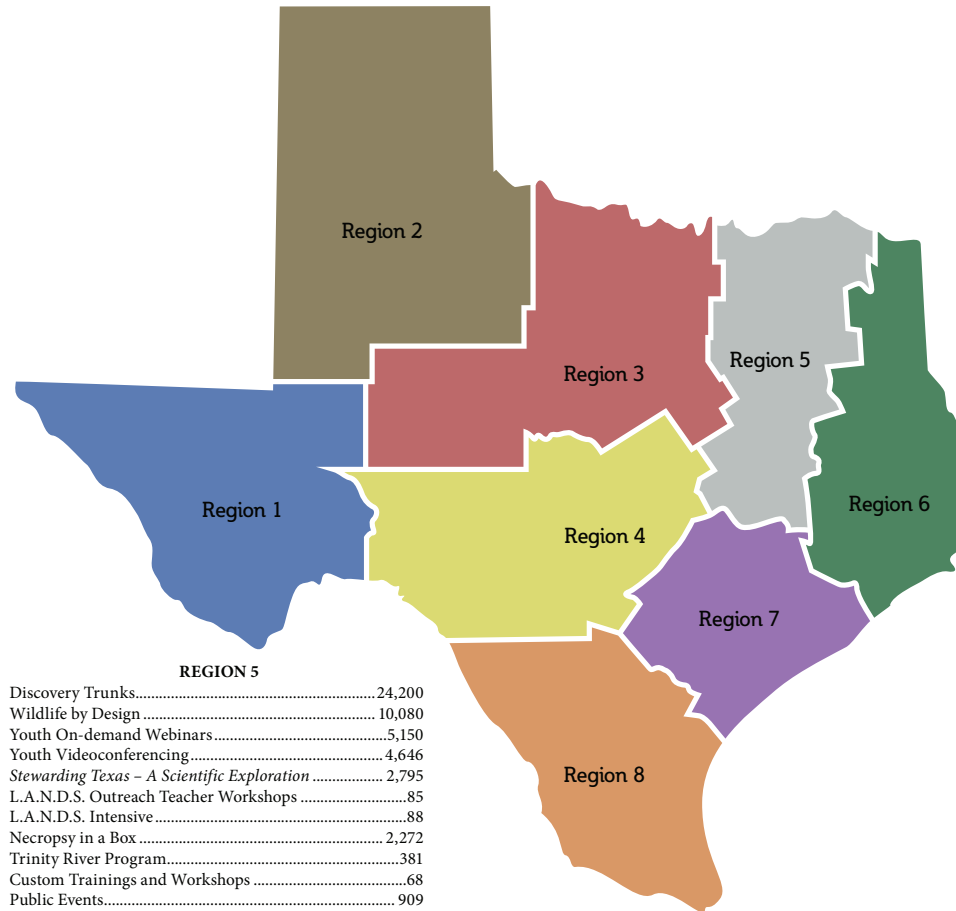 Region 2
Region 3
Region 5
Region 1
Region 6
Region 4
Region 7
Region 8
REGION 5
Discovery Trunks..........................................................24,200
Wildlife by Design ....................................................... 10,080
Youth On-demand Webinars..........................................5,150
Youth Videoconferencing...............................................4,646
Stewarding Texas – A Scientific Exploration .................. 2,795
L.A.N.D.S. Outreach Teacher Workshops ..........................85
L.A.N.D.S. Intensive..............................................................88
Necropsy in a Box ............................................................ 2,272
Trinity River Program.........................................................381
Custom Trainings and Workshops ......................................68
Public Events...................................................................... 909